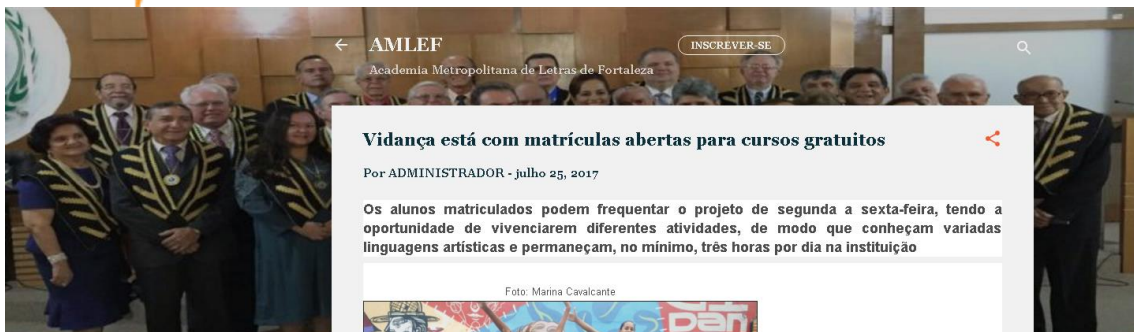 AMLEF
INSCREVER-SE
Academia Metropolitana de Letras de Fortaleza
Vidança está com matrículas abertas para cursos gratuitos
Por ADMINISTRADOR - julho 25, 2017
Os alunos matriculados podem frequentar o projeto de segunda a sexta-feira, tendo a
oportunidade de vivenciarem diferentes atividades, de modo que conheçam variadas
linguagens artísticas e permaneçam, no mínimo, três horas por dia na instituição
Foto: Marina Cavalcante